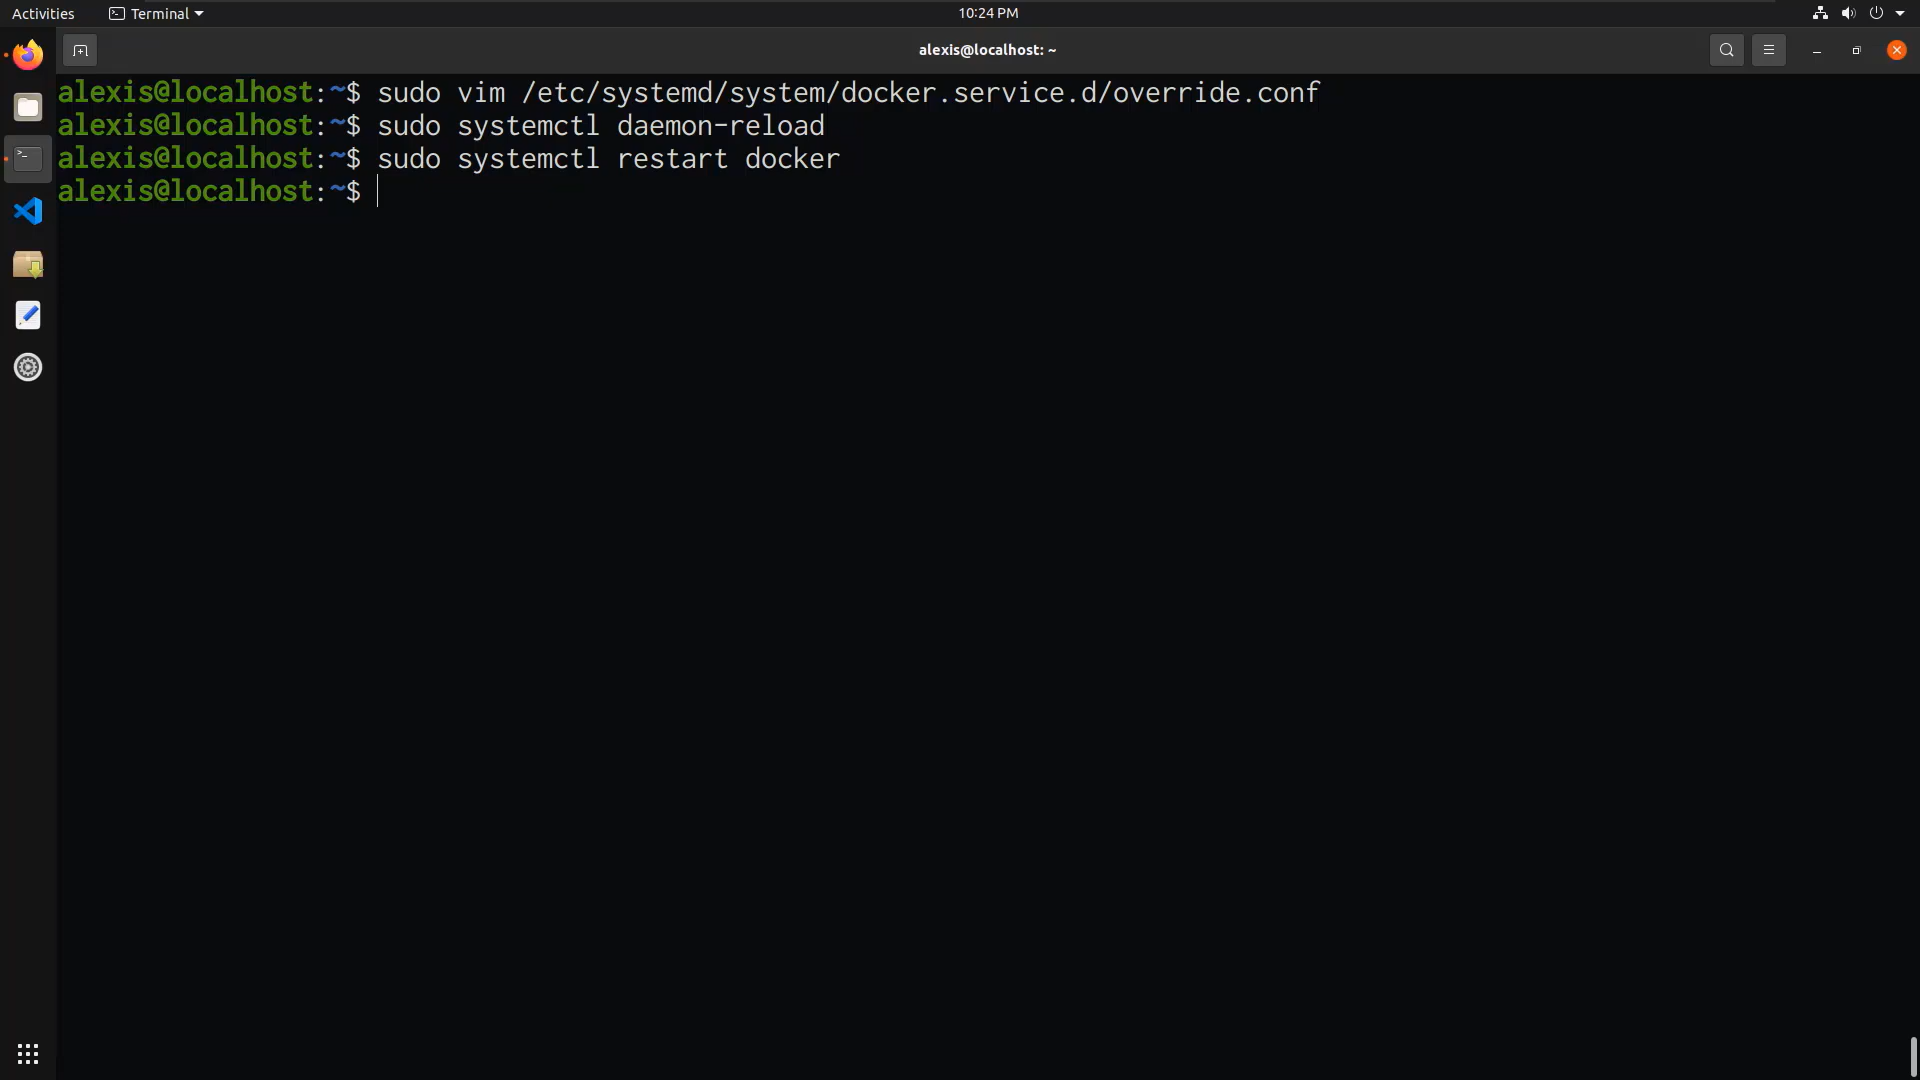 Activities Terminal 10:24 PM
alexis@localhost: ~
alexis@localhost:~$ sudo vim /etc/systemd/system/docker.service.d/override.conf
alexis@localhost:~$ sudo systemctl daemon-reload
alexis@localhost:~$ sudo systemctl restart docker
alexis@localhost:~$